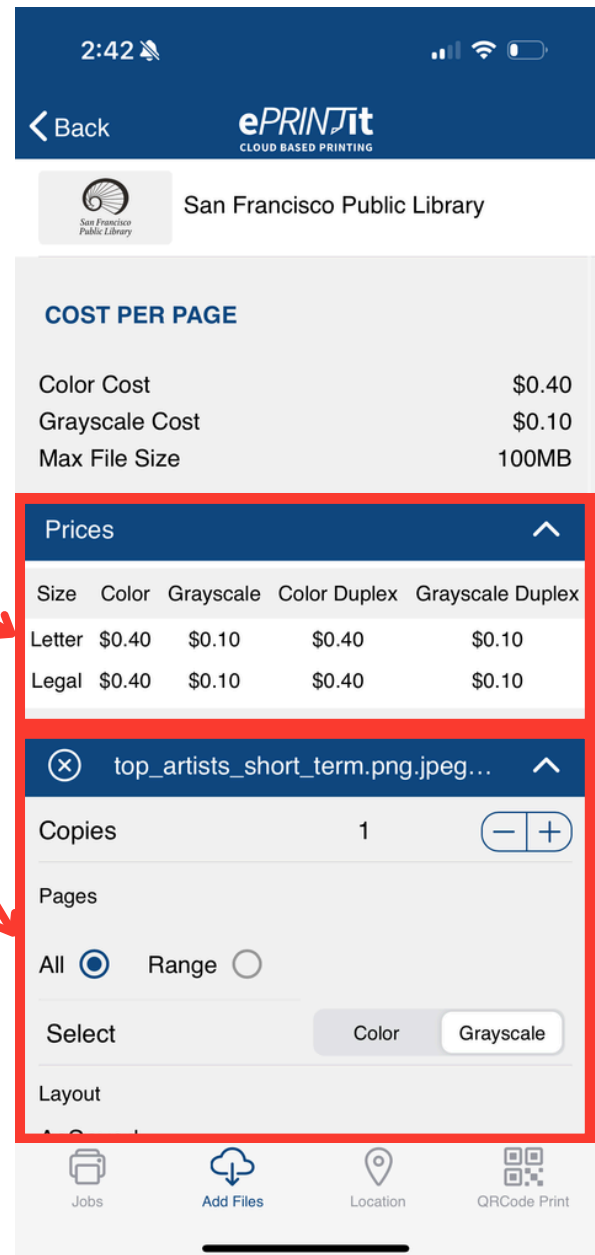 2:42
Back
ePRINTit
CLOUD BASED PRINTING
San Francisco
Public Library
San Francisco Public Library
COST PER PAGE
Color Cost $0.40
Grayscale Cost $0.10
Max File Size 100MB
Prices
Size Color Grayscale Color Duplex Grayscale Duplex
Letter $0.40 $0.10 $0.40 $0.10
Legal $0.40 $0.10 $0.40 $0.10
top_artists_short_term.png.jpeg...
Copies 1 − +
Pages
All Range
Select Color Grayscale
Layout
Jobs Add Files Location QRCode Print